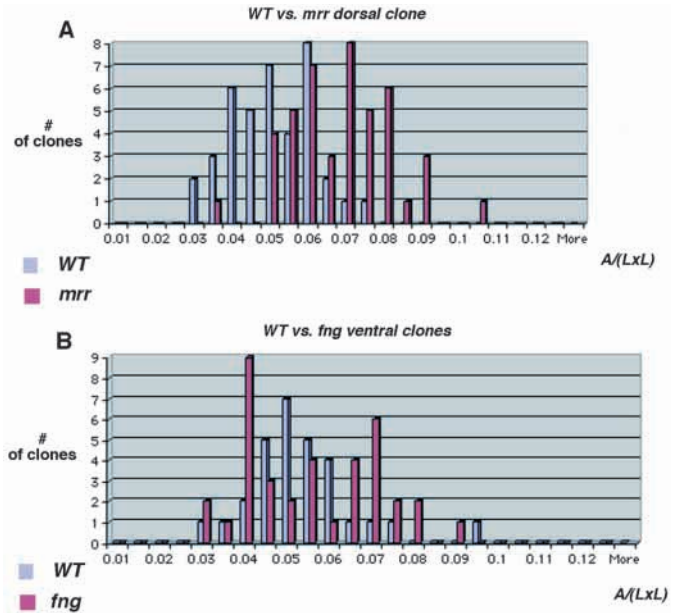 WT vs. mrr dorsal clone
A
8
7
6
5
4
3
2
1
0
#
of clones
0.01 0.02 0.03 0.04 0.05 0.06 0.07 0.08 0.09 0.1 0.11 0.12 More
A/(LxL)
WT
mrr
WT vs. fng ventral clones
B
9
8
7
6
5
4
3
2
1
0
#
of clones
0.01 0.02 0.03 0.04 0.05 0.06 0.07 0.08 0.09 0.1 0.11 0.12 More
A/(LxL)
WT
fng